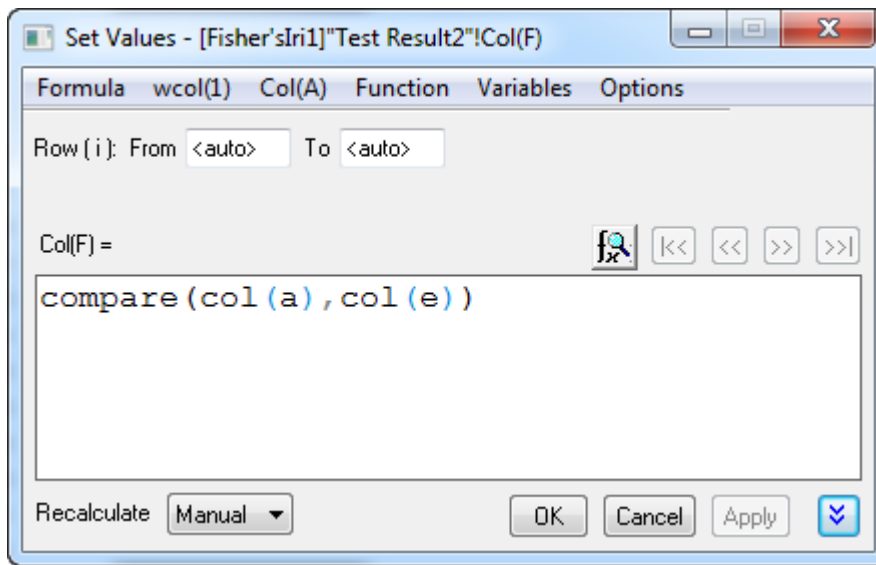 Set Values - [Fisher'sIri1]"Test Result2"!Col(F)
Formula wcol(1) Col(A) Function Variables Options
Row ( i ): From <auto> To <auto>
Col(F) =
fx |<< << >> >>|
compare(col(a),col(e))
Recalculate Manual OK Cancel Apply